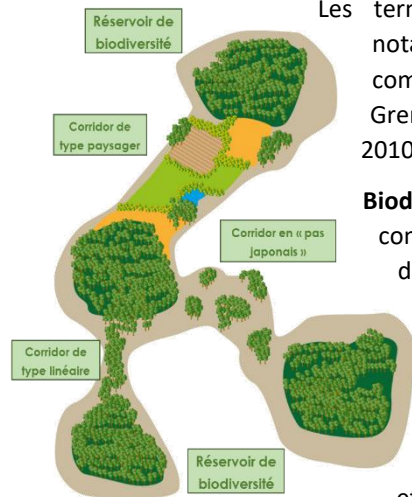 Réservoir de
biodiversité
Les
nota
com
Gren
2010
Corridor de
type paysager
Biod
con
d
Corridor en « pas
japonais »
Corridor de
type linéaire
Réservoir de
biodiversité